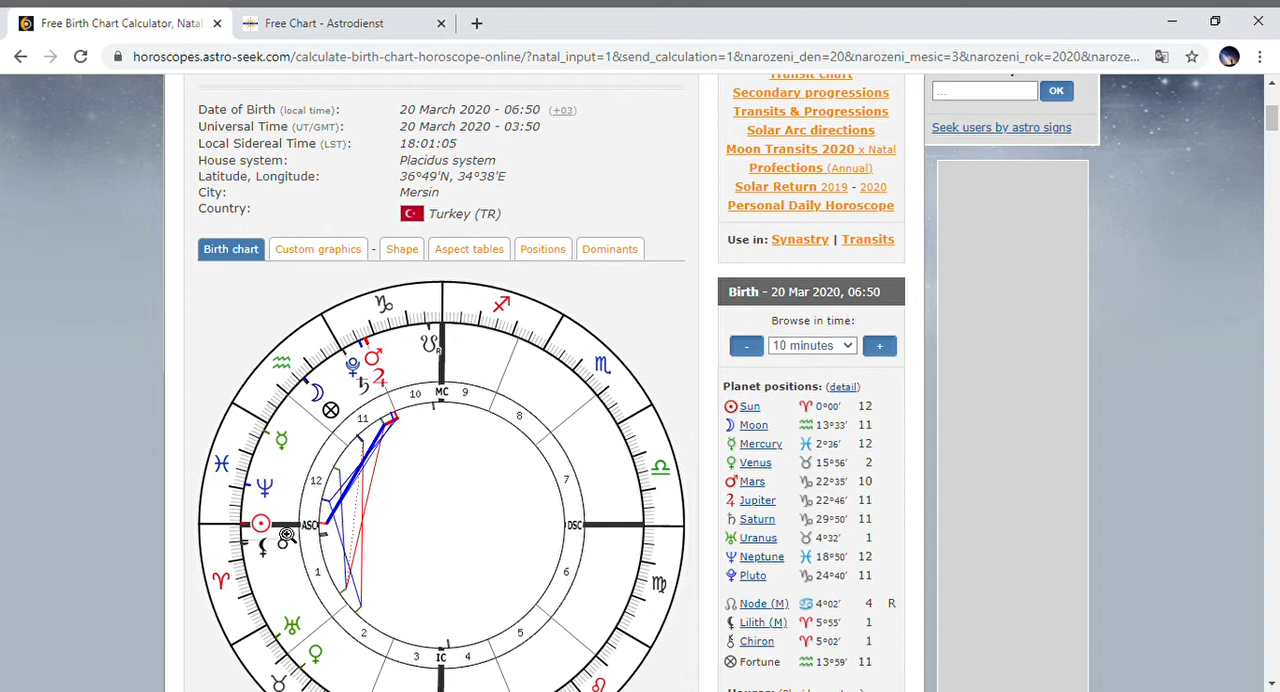 Free Birth Chart Calculator, Nata
Free Chart - Astrodienst
horoscopes.astro-seek.com/calculate-birth-chart-horoscope-online/?natal_input=1&send_calculation=1&narozeni_den=20&narozeni_mesic=3&narozeni_rok=2020&naroze...
Date of Birth (local time): 20 March 2020 - 06:50 (+03)
Universal Time (UT/GMT): 20 March 2020 - 03:50
Local Sidereal Time (LST): 18:01:05
House system: Placidus system
Latitude, Longitude: 36°49'N, 34°38'E
City: Mersin
Country: Turkey (TR)
Birth chart Custom graphics - Shape Aspect tables Positions Dominants
10 MC 9
11 8
12 7
ASC DSC
1 6
2 5
3 IC 4
Transit Chart
Secondary progressions
Transits & Progressions
Solar Arc directions
Moon Transits 2020 x Natal
Profections (Annual)
Solar Return 2019 - 2020
Personal Daily Horoscope
Use in: Synastry | Transits
Birth - 20 Mar 2020, 06:50
Browse in time:
- 10 minutes +
Planet positions: (detail)
Sun ♈ 0°00' 12
Moon ♒ 13°33' 11
Mercury ♓ 2°36' 12
Venus ♉ 15°56' 2
Mars ♑ 22°35' 10
Jupiter ♑ 22°46' 11
Saturn ♑ 29°50' 11
Uranus ♉ 4°32' 1
Neptune ♓ 18°50' 12
Pluto ♑ 24°40' 11
Node (M) ♋ 4°02' 4 R
Lilith (M) ♈ 5°55' 1
Chiron ♈ 5°02' 1
Fortune ♒ 13°59' 11
... OK
Seek users by astro signs